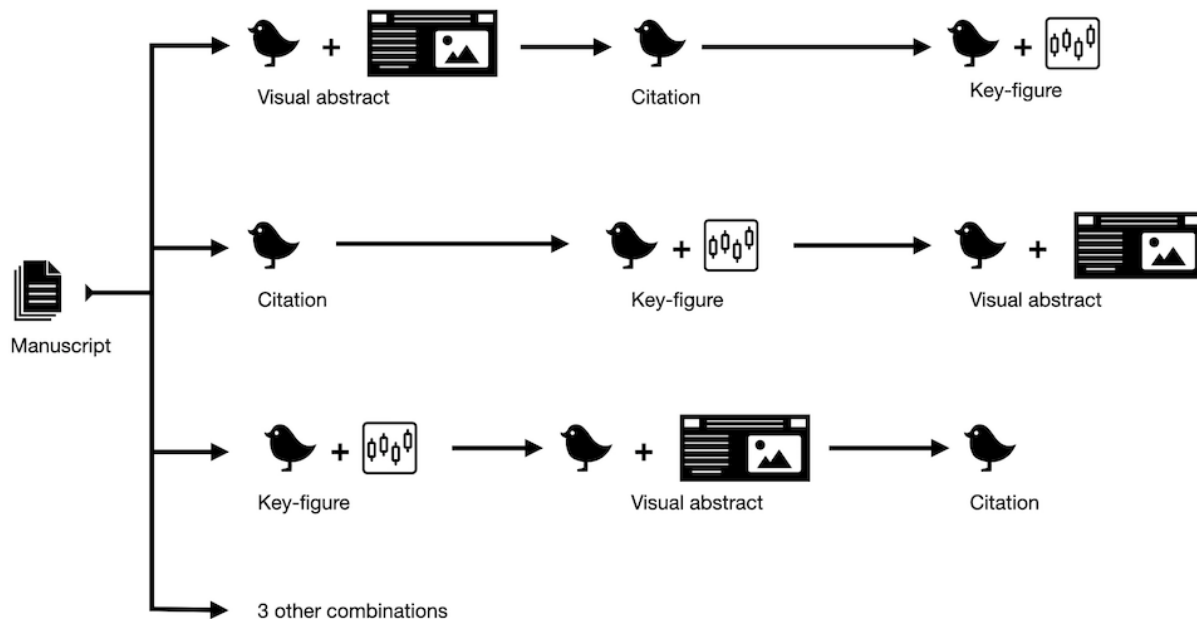 Visual abstract
Citation
Key-figure
Citation
Key-figure
Visual abstract
Manuscript
Key-figure
Visual abstract
Citation
3 other combinations